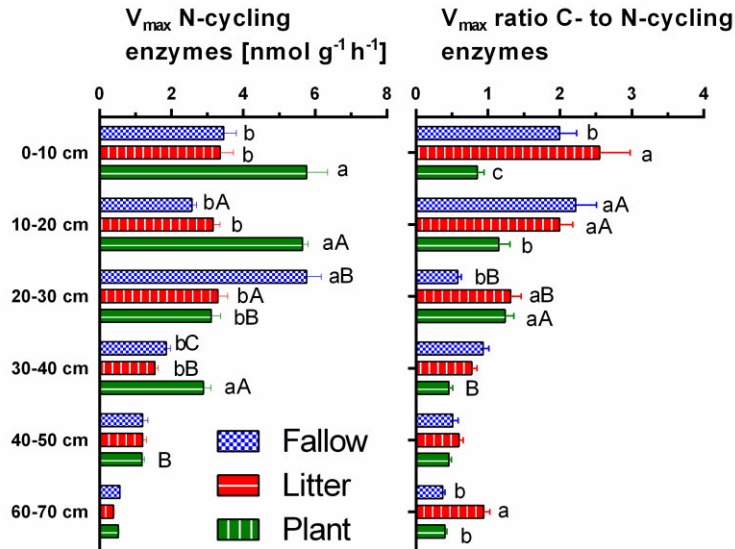 Vmax N-cycling
enzymes [nmol g-1 h-1]
Vmax ratio C- to N-cycling
enzymes
0 2 4 6 8
0 1 2 3 4
0-10 cm
b
b
a
b
a
c
10-20 cm
bA
b
aA
aA
aA
b
20-30 cm
aB
bA
bB
bB
aB
aA
30-40 cm
bC
bB
aA
B
40-50 cm
B
60-70 cm
b
a
b
Fallow
Litter
Plant